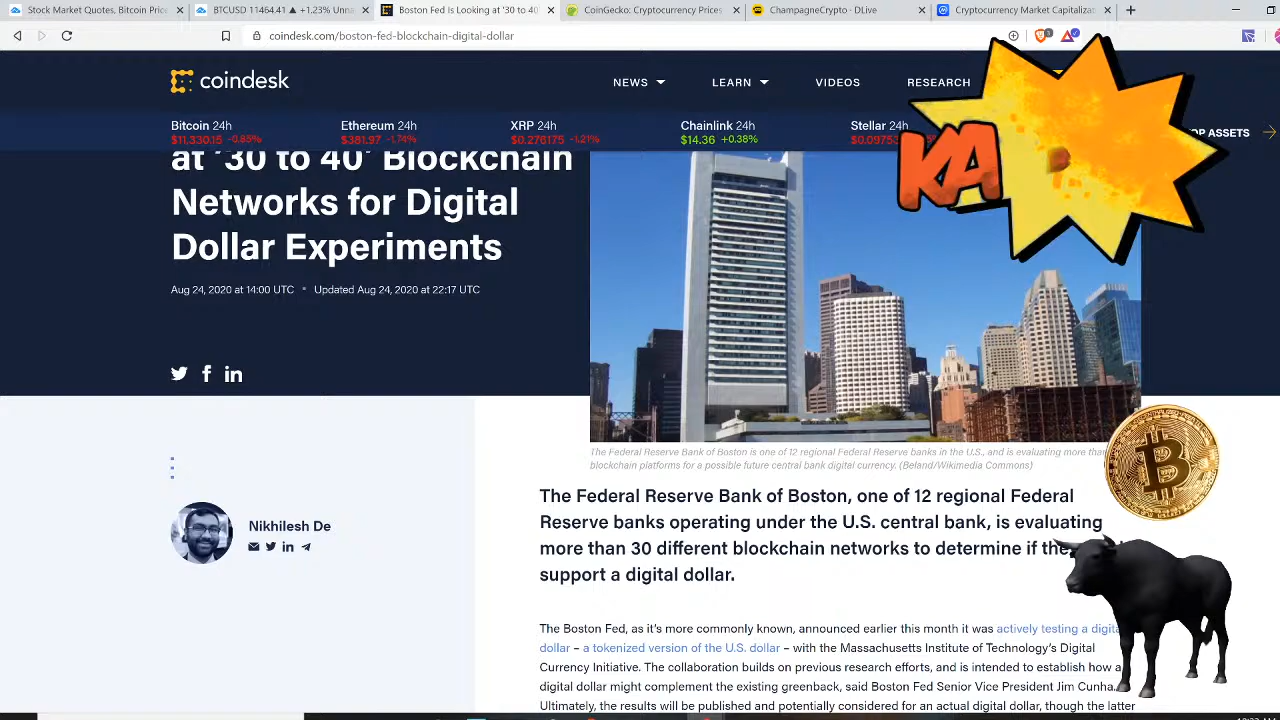 Stock Market Quotes, Bitcoin Price
BTCUSD 11464.41 ▲ +1.23% Unna
Boston Fed Is Looking at '30 to 40'
CoinGecko: Cryptocurrency Prices
ChampagneCrypto · DLive
Cryptocurrency Market Capitalizat
coindesk.com/boston-fed-blockchain-digital-dollar
coindesk
NEWS
LEARN
VIDEOS
RESEARCH
Bitcoin 24h
$11,330.15 -0.85%
Ethereum 24h
$381.97 -1.74%
XRP 24h
$0.276175 -1.21%
Chainlink 24h
$14.36 +0.38%
Stellar 24h
$0.09753
OP ASSETS
KA
at '30 to 40' Blockchain
Networks for Digital
Dollar Experiments
Aug 24, 2020 at 14:00 UTC • Updated Aug 24, 2020 at 22:17 UTC
The Federal Reserve Bank of Boston is one of 12 regional Federal Reserve banks in the U.S., and is evaluating more than
blockchain platforms for a possible future central bank digital currency. (Beland/Wikimedia Commons)
Nikhilesh De
The Federal Reserve Bank of Boston, one of 12 regional Federal
Reserve banks operating under the U.S. central bank, is evaluating
more than 30 different blockchain networks to determine if the
support a digital dollar.
The Boston Fed, as it's more commonly known, announced earlier this month it was actively testing a digita
dollar – a tokenized version of the U.S. dollar – with the Massachusetts Institute of Technology's Digital
Currency Initiative. The collaboration builds on previous research efforts, and is intended to establish how a
digital dollar might complement the existing greenback, said Boston Fed Senior Vice President Jim Cunha.
Ultimately, the results will be published and potentially considered for an actual digital dollar, though the latter